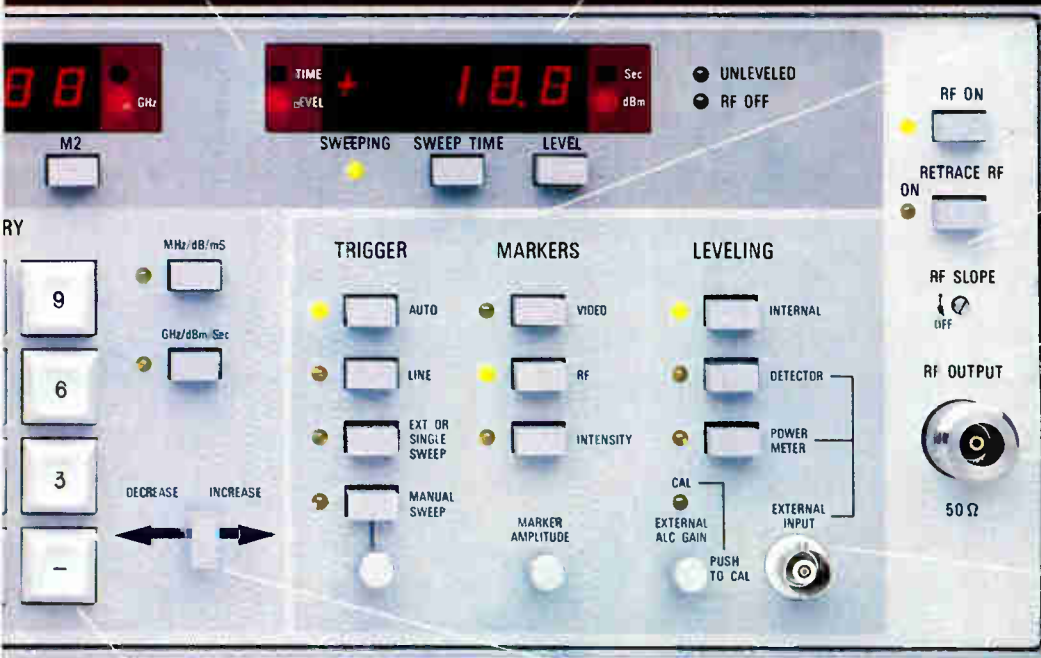 88
GHz
TIME
LEVEL
+ 18.8
Sec
dBm
UNLEVELED
RF OFF
M2
SWEEPING
SWEEP TIME
LEVEL
RF ON
RETRACE RF
ON
RF SLOPE
OFF
RF OUTPUT
50 Ω
RY
9
6
3
-
MHz/dB/mS
GHz/dBm/Sec
DECREASE
INCREASE
TRIGGER
AUTO
LINE
EXT OR
SINGLE
SWEEP
MANUAL
SWEEP
MARKERS
VIDEO
RF
INTENSITY
MARKER
AMPLITUDE
LEVELING
INTERNAL
DETECTOR
POWER
METER
CAL
EXTERNAL
ALC GAIN
PUSH
TO CAL
EXTERNAL
INPUT